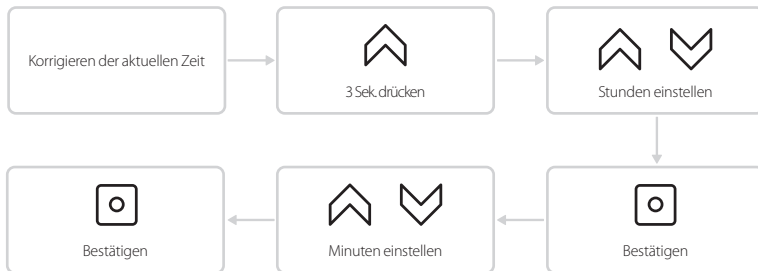 Korrigieren der aktuellen Zeit
3 Sek. drücken
Stunden einstellen
Bestätigen
Minuten einstellen
Bestätigen